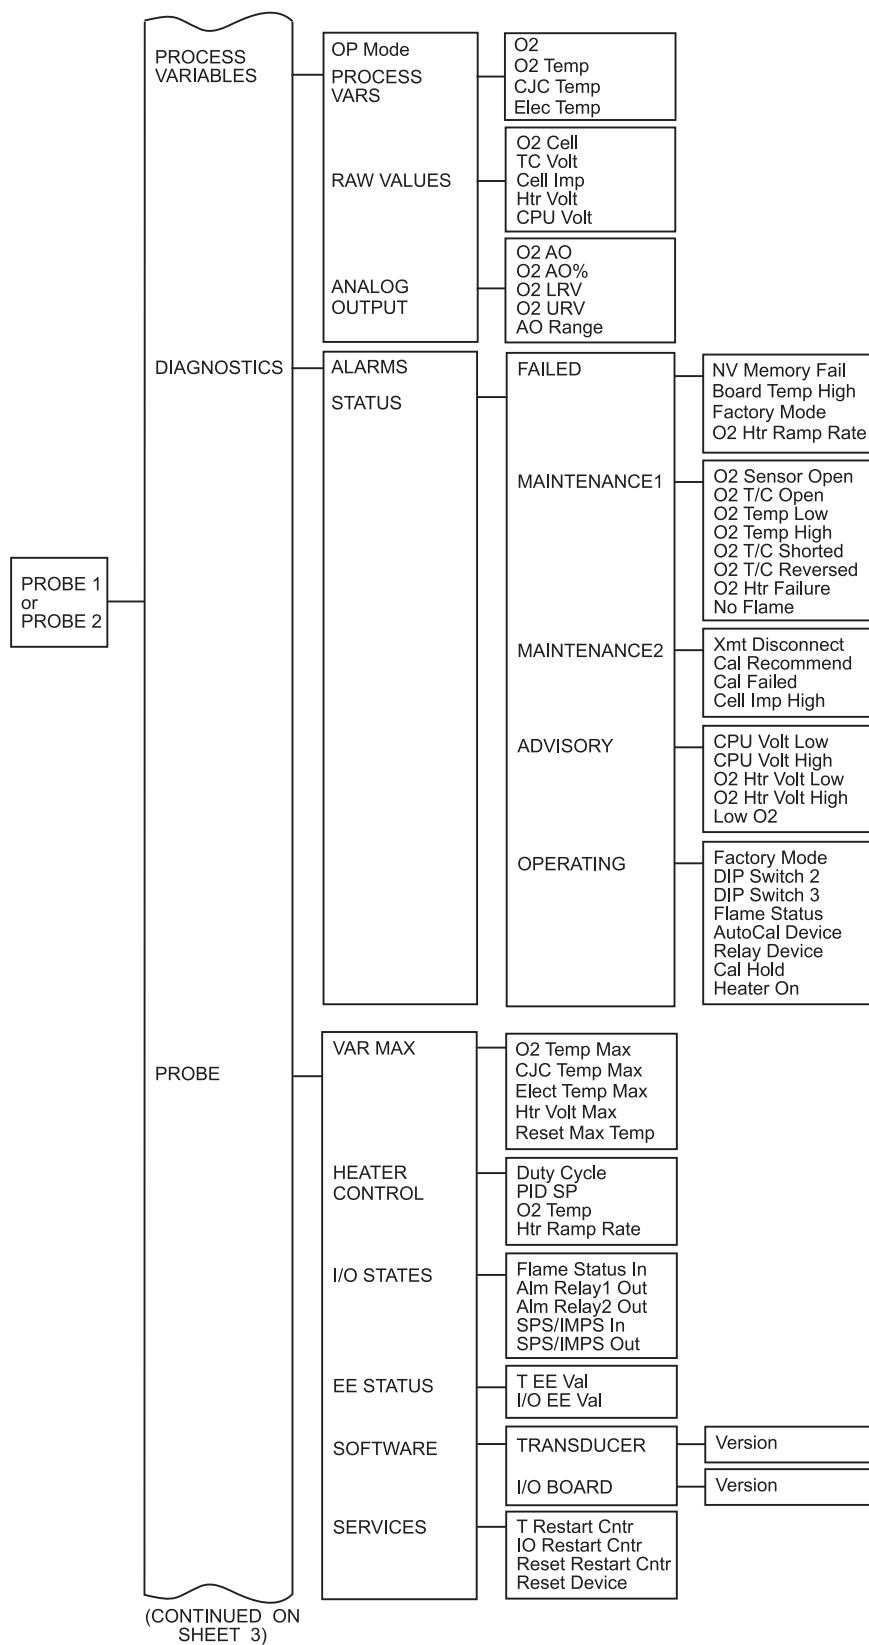 PROCESS
VARIABLES
OP Mode
PROCESS
VARS
O2
O2 Temp
CJC Temp
Elec Temp
RAW VALUES
O2 Cell
TC Volt
Cell Imp
Htr Volt
CPU Volt
ANALOG
OUTPUT
O2 AO
O2 AO%
O2 LRV
O2 URV
AO Range
DIAGNOSTICS
ALARMS
STATUS
FAILED
NV Memory Fail
Board Temp High
Factory Mode
O2 Htr Ramp Rate
MAINTENANCE1
O2 Sensor Open
O2 T/C Open
O2 Temp Low
O2 Temp High
O2 T/C Shorted
O2 T/C Reversed
O2 Htr Failure
No Flame
PROBE 1
or
PROBE 2
MAINTENANCE2
Xmt Disconnect
Cal Recommend
Cal Failed
Cell Imp High
ADVISORY
CPU Volt Low
CPU Volt High
O2 Htr Volt Low
O2 Htr Volt High
Low O2
OPERATING
Factory Mode
DIP Switch 2
DIP Switch 3
Flame Status
AutoCal Device
Relay Device
Cal Hold
Heater On
PROBE
VAR MAX
O2 Temp Max
CJC Temp Max
Elect Temp Max
Htr Volt Max
Reset Max Temp
HEATER
CONTROL
Duty Cycle
PID SP
O2 Temp
Htr Ramp Rate
I/O STATES
Flame Status In
Alm Relay1 Out
Alm Relay2 Out
SPS/IMPS In
SPS/IMPS Out
EE STATUS
T EE Val
I/O EE Val
SOFTWARE
TRANSDUCER
Version
I/O BOARD
Version
SERVICES
T Restart Cntr
IO Restart Cntr
Reset Restart Cntr
Reset Device
(CONTINUED ON
SHEET 3)